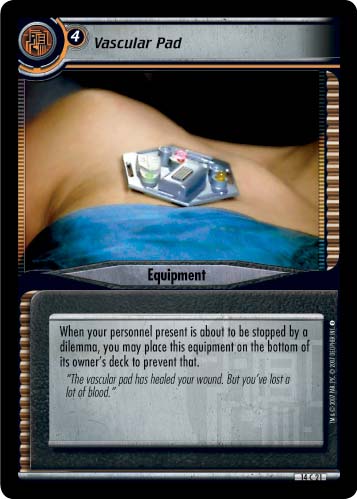 4
Vascular Pad
Equipment
When your personnel present is about to be stopped by a
dilemma, you may place this equipment on the bottom of
its owner's deck to prevent that.
"The vascular pad has healed your wound. But you've lost a
lot of blood."
14 C 21